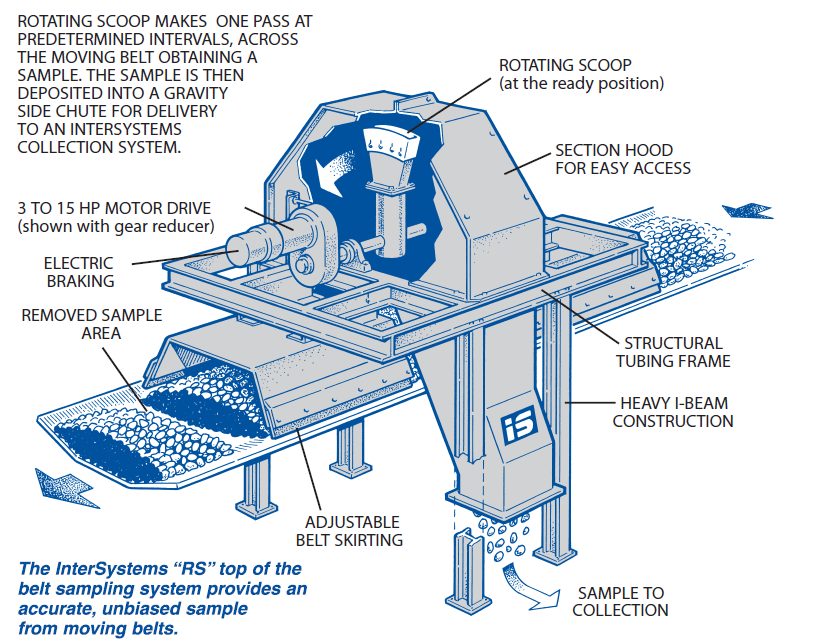 ROTATING SCOOP MAKES ONE PASS AT
PREDETERMINED INTERVALS, ACROSS
THE MOVING BELT OBTAINING A
SAMPLE. THE SAMPLE IS THEN
DEPOSITED INTO A GRAVITY
SIDE CHUTE FOR DELIVERY
TO AN INTERSYSTEMS
COLLECTION SYSTEM.
ROTATING SCOOP
(at the ready position)
SECTION HOOD
FOR EASY ACCESS
3 TO 15 HP MOTOR DRIVE
(shown with gear reducer)
ELECTRIC
BRAKING
REMOVED SAMPLE
AREA
STRUCTURAL
TUBING FRAME
HEAVY I-BEAM
CONSTRUCTION
is
ADJUSTABLE
BELT SKIRTING
The InterSystems “RS” top of the
belt sampling system provides an
accurate, unbiased sample
from moving belts.
SAMPLE TO
COLLECTION